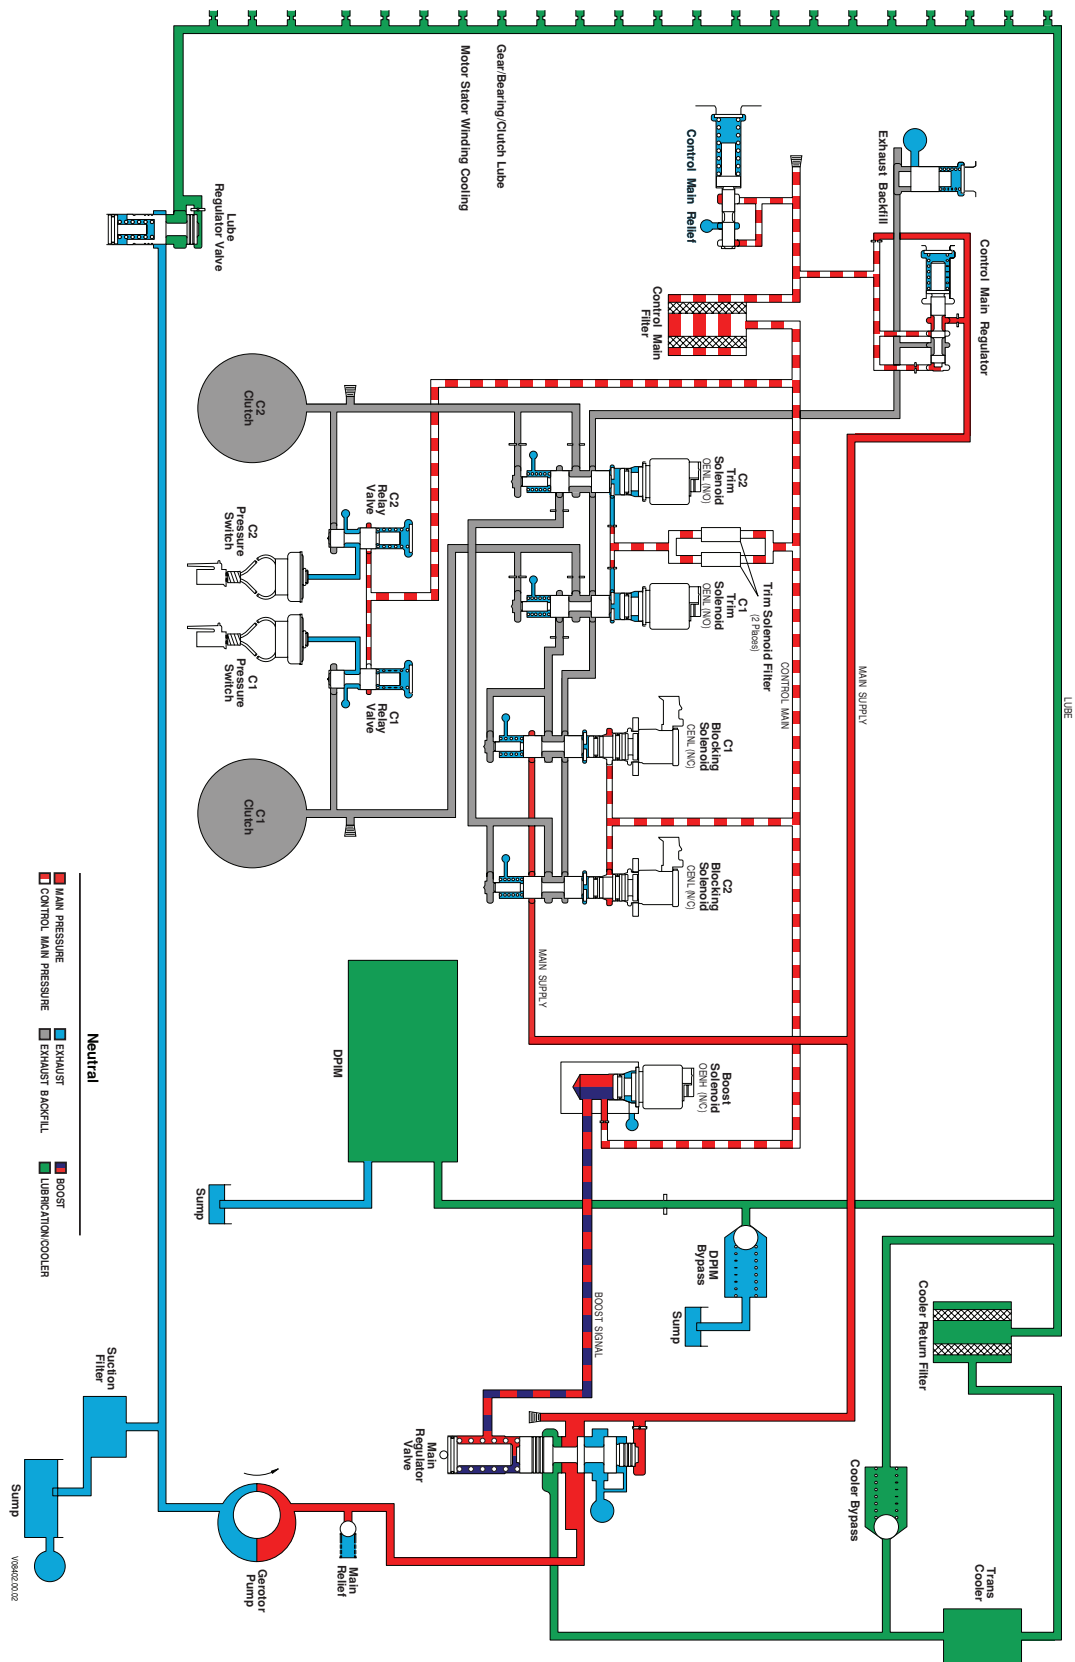 LUBE
Gear/Bearing/Clutch Lube
Motor Stator Winding Cooling
Lube
Regulator Valve
Control Main Relief
Exhaust Backfill
Control Main Regulator
Control Main
Filter
C2
Clutch
C2
Relay
Valve
C2
Pressure
Switch
C1
Pressure
Switch
C1
Relay
Valve
C1
Clutch
C2
Trim
Solenoid
OENL (N/O)
C1
Trim
Solenoid
OENL (N/O)
Trim Solenoid Filter
(2 Places)
CONTROL MAIN
MAIN SUPPLY
C1
Blocking
Solenoid
CENL (N/C)
C2
Blocking
Solenoid
CENL (N/C)
MAIN SUPPLY
Boost
Solenoid
OENH (N/C)
DPIM
Sump
DPIM
Bypass
Sump
BOOST SIGNAL
Cooler Return Filter
Cooler Bypass
Trans
Cooler
Main
Regulator
Valve
Main
Relief
Gerotor
Pump
Suction
Filter
Sump
Neutral
MAIN PRESSURE
CONTROL MAIN PRESSURE
EXHAUST
EXHAUST BACKFILL
BOOST
LUBRICATION/COOLER
V08402.00.02